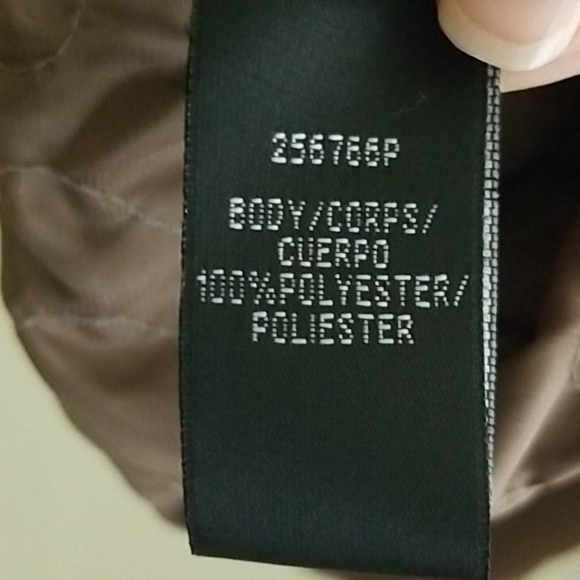 256766P
BODY/CORPS/
CUERPO
100%POLYESTER/
POLIESTER